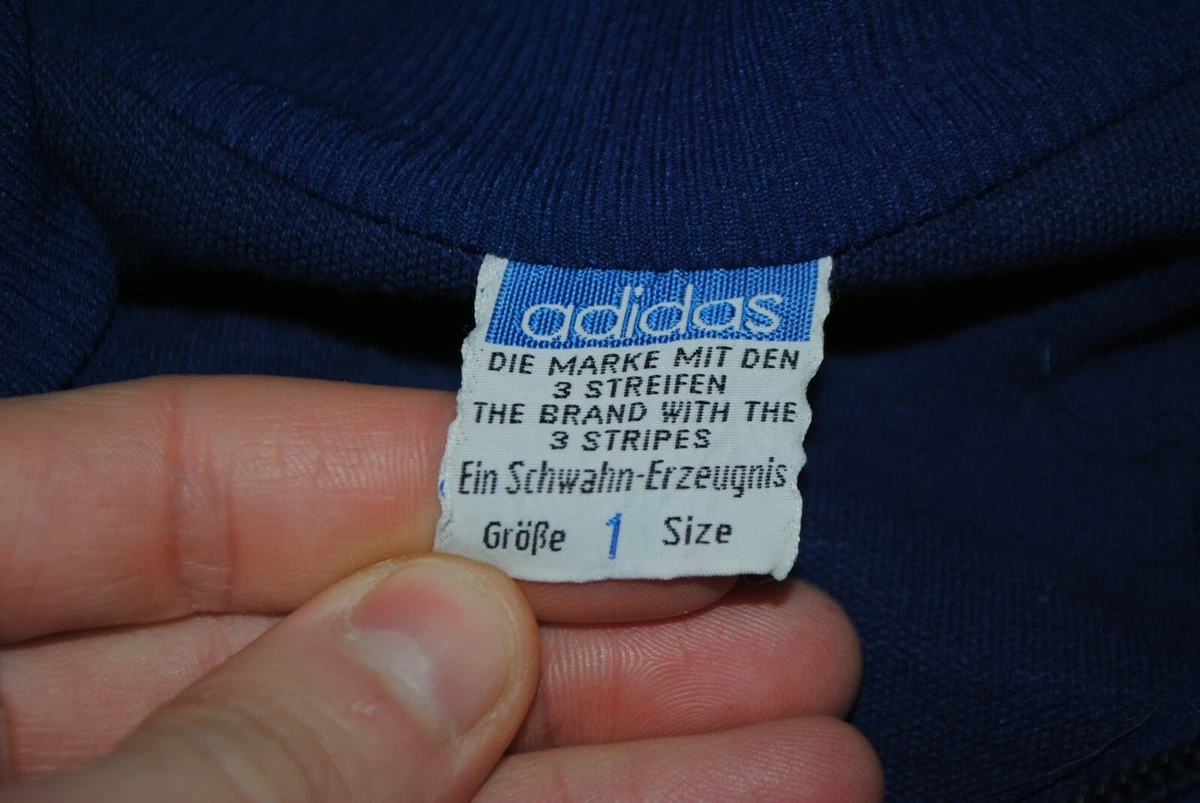 adidas
DIE MARKE MIT DEN
3 STREIFEN
THE BRAND WITH THE
3 STRIPES
Ein Schwahn-Erzeugnis
Größe 1 Size